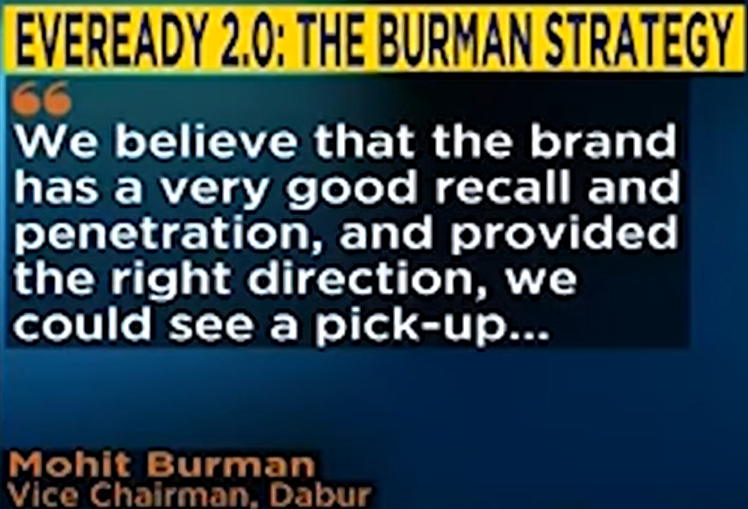 EVEREADY 2.0: THE BURMAN STRATEGY
“
We believe that the brand
has a very good recall and
penetration, and provided
the right direction, we
could see a pick-up...
Mohit Burman
Vice Chairman, Dabur